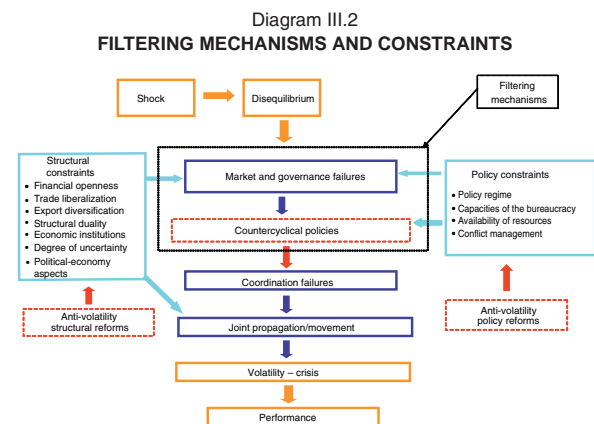 Diagram III.2
FILTERING MECHANISMS AND CONSTRAINTS
Shock
Disequilibrium
Filtering
mechanisms
Structural
constraints
• Financial openness
• Trade liberalization
• Export diversification
• Structural duality
• Economic institutions
• Degree of uncertainty
• Political-economy
aspects
Market and governance failures
Countercyclical policies
Policy constraints
• Policy regime
• Capacities of the bureaucracy
• Availability of resources
• Conflict management
Coordination failures
Anti-volatility
structural reforms
Joint propagation/movement
Anti-volatility
policy reforms
Volatility – crisis
Performance